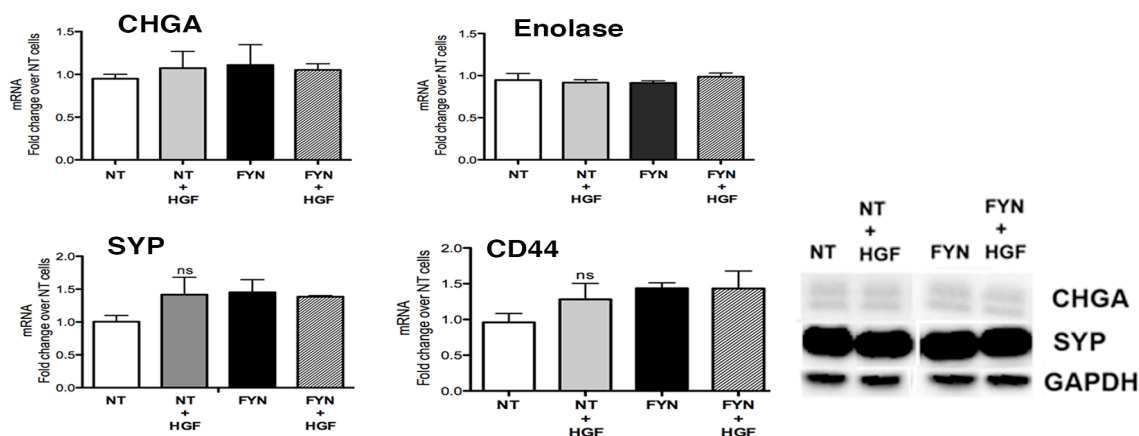 CHGA
mRNA
Fold change over NT cells
1.5
1.0
0.5
0.0
NT
NT
+
HGF
FYN
FYN
+
HGF
Enolase
mRNA
Fold change over NT cells
1.5
1.0
0.5
0.0
NT
NT
+
HGF
FYN
FYN
+
HGF
SYP
mRNA
Fold change over NT cells
2.0
1.5
1.0
0.5
0.0
ns
NT
NT
+
HGF
FYN
FYN
+
HGF
CD44
mRNA
Fold change over NT cells
2.0
1.5
1.0
0.5
0.0
ns
NT
NT
+
HGF
FYN
FYN
+
HGF
NT
NT
+
HGF
FYN
FYN
+
HGF
CHGA
SYP
GAPDH